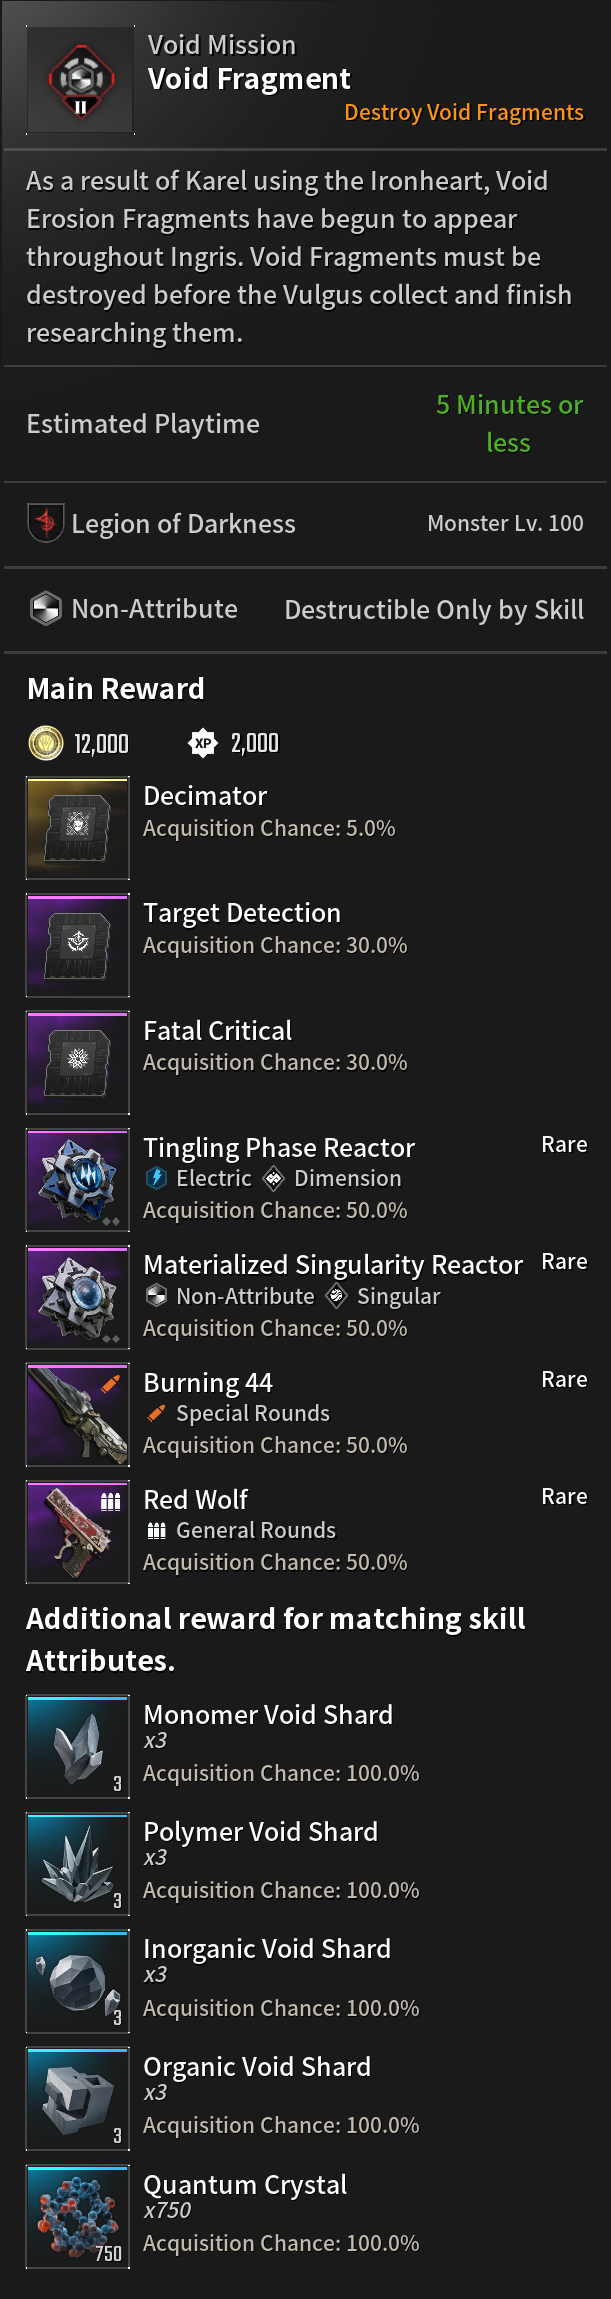 Void Mission
Void Fragment
Destroy Void Fragments
II
As a result of Karel using the Ironheart, Void
Erosion Fragments have begun to appear
throughout Ingris. Void Fragments must be
destroyed before the Vulgus collect and finish
researching them.
Estimated Playtime
5 Minutes or
less
Legion of Darkness
Monster Lv. 100
Non-Attribute
Destructible Only by Skill
Main Reward
12,000
XP
2,000
Decimator
Acquisition Chance: 5.0%
Target Detection
Acquisition Chance: 30.0%
Fatal Critical
Acquisition Chance: 30.0%
Tingling Phase Reactor
Rare
Electric
Dimension
Acquisition Chance: 50.0%
Materialized Singularity Reactor
Rare
Non-Attribute
Singular
Acquisition Chance: 50.0%
Burning 44
Rare
Special Rounds
Acquisition Chance: 50.0%
Red Wolf
Rare
General Rounds
Acquisition Chance: 50.0%
Additional reward for matching skill
Attributes.
Monomer Void Shard
x3
3
Acquisition Chance: 100.0%
Polymer Void Shard
x3
3
Acquisition Chance: 100.0%
Inorganic Void Shard
x3
3
Acquisition Chance: 100.0%
Organic Void Shard
x3
3
Acquisition Chance: 100.0%
Quantum Crystal
x750
750
Acquisition Chance: 100.0%